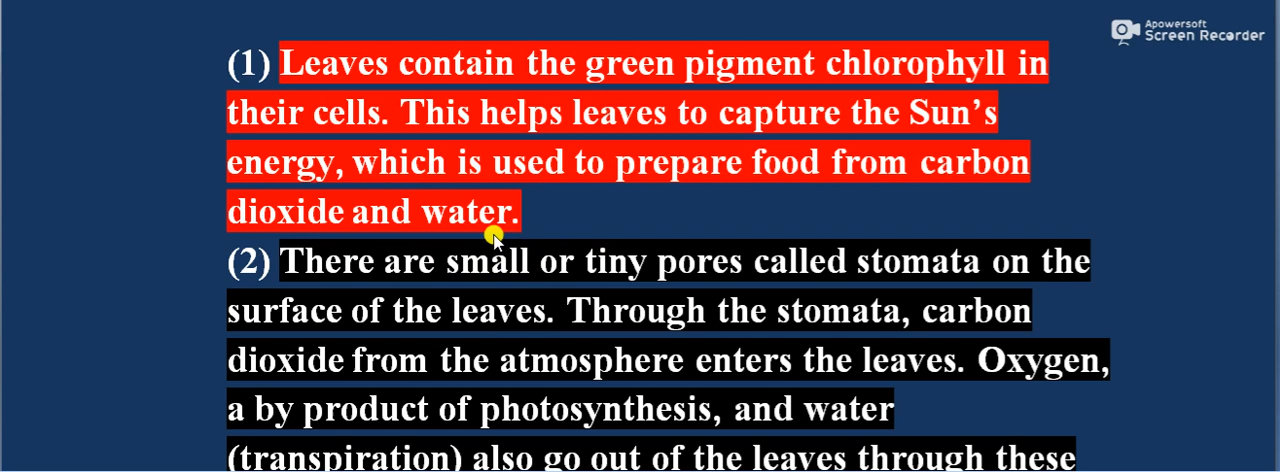 Apowersoft
Screen Recorder
(1) Leaves contain the green pigment chlorophyll in
their cells. This helps leaves to capture the Sun’s
energy, which is used to prepare food from carbon
dioxide and water.
(2) There are small or tiny pores called stomata on the
surface of the leaves. Through the stomata, carbon
dioxide from the atmosphere enters the leaves. Oxygen,
a by product of photosynthesis, and water
(transpiration) also go out of the leaves through these